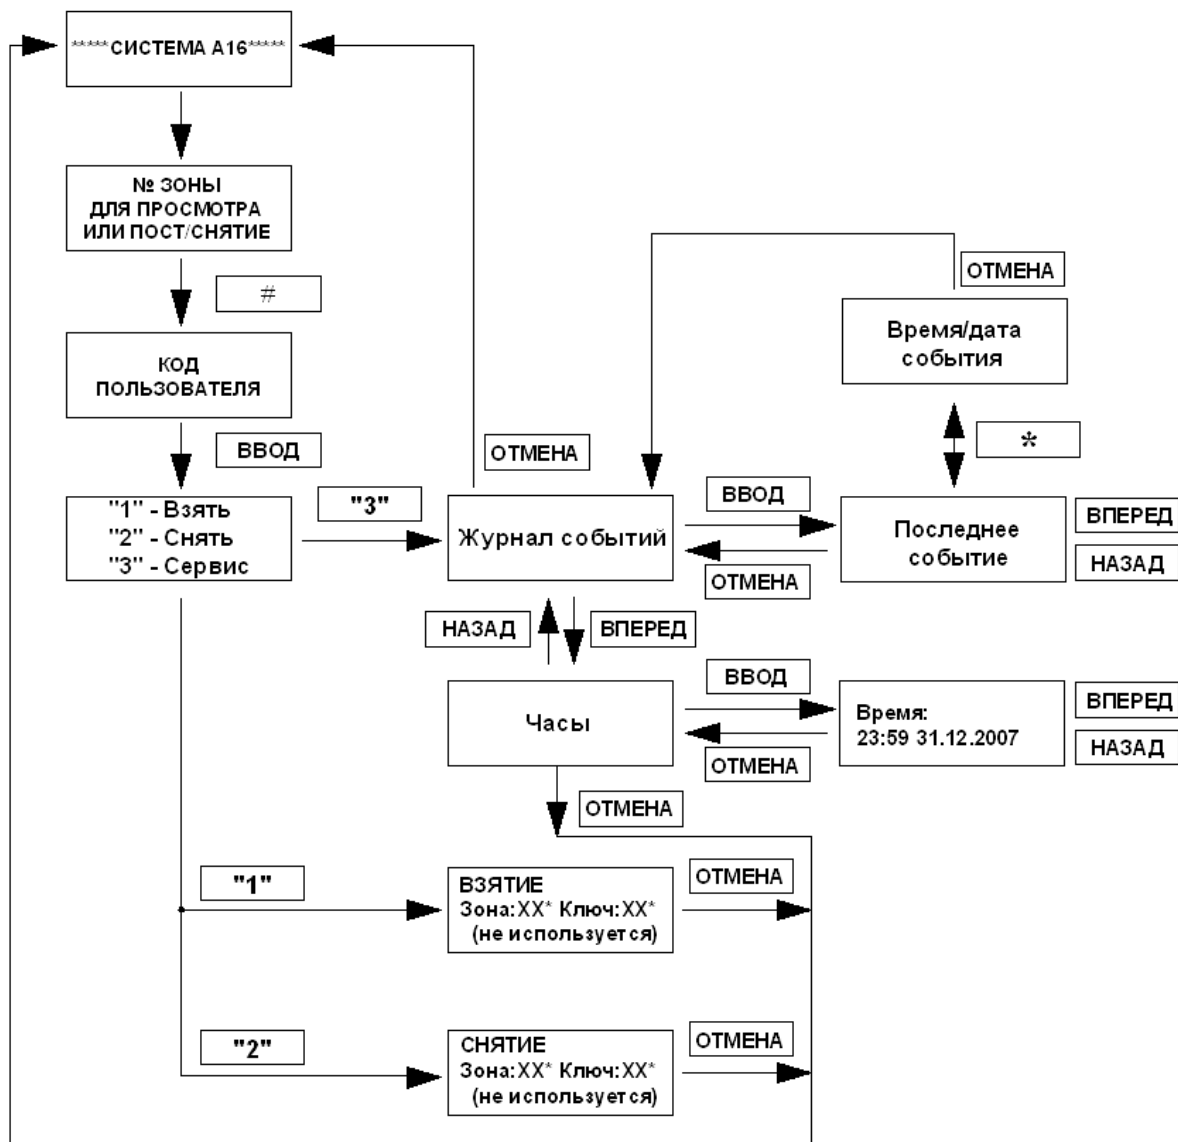 *****СИСТЕМА А16*****
№ ЗОНЫ
ДЛЯ ПРОСМОТРА
ИЛИ ПОСТ/СНЯТИЕ
#
КОД
ПОЛЬЗОВАТЕЛЯ
ВВОД
"1" - Взять
"2" - Снять
"3" - Сервис
"3"
ОТМЕНА
Журнал событий
ВВОД
ОТМЕНА
ОТМЕНА
Время/дата
события
*
Последнее
событие
ВПЕРЕД
НАЗАД
НАЗАД
ВПЕРЕД
Часы
ВВОД
ОТМЕНА
Время:
23:59 31.12.2007
ВПЕРЕД
НАЗАД
ОТМЕНА
"1"
ВЗЯТИЕ
Зона:XX* Ключ:XX*
(не используется)
ОТМЕНА
"2"
СНЯТИЕ
Зона:XX* Ключ:XX*
(не используется)
ОТМЕНА